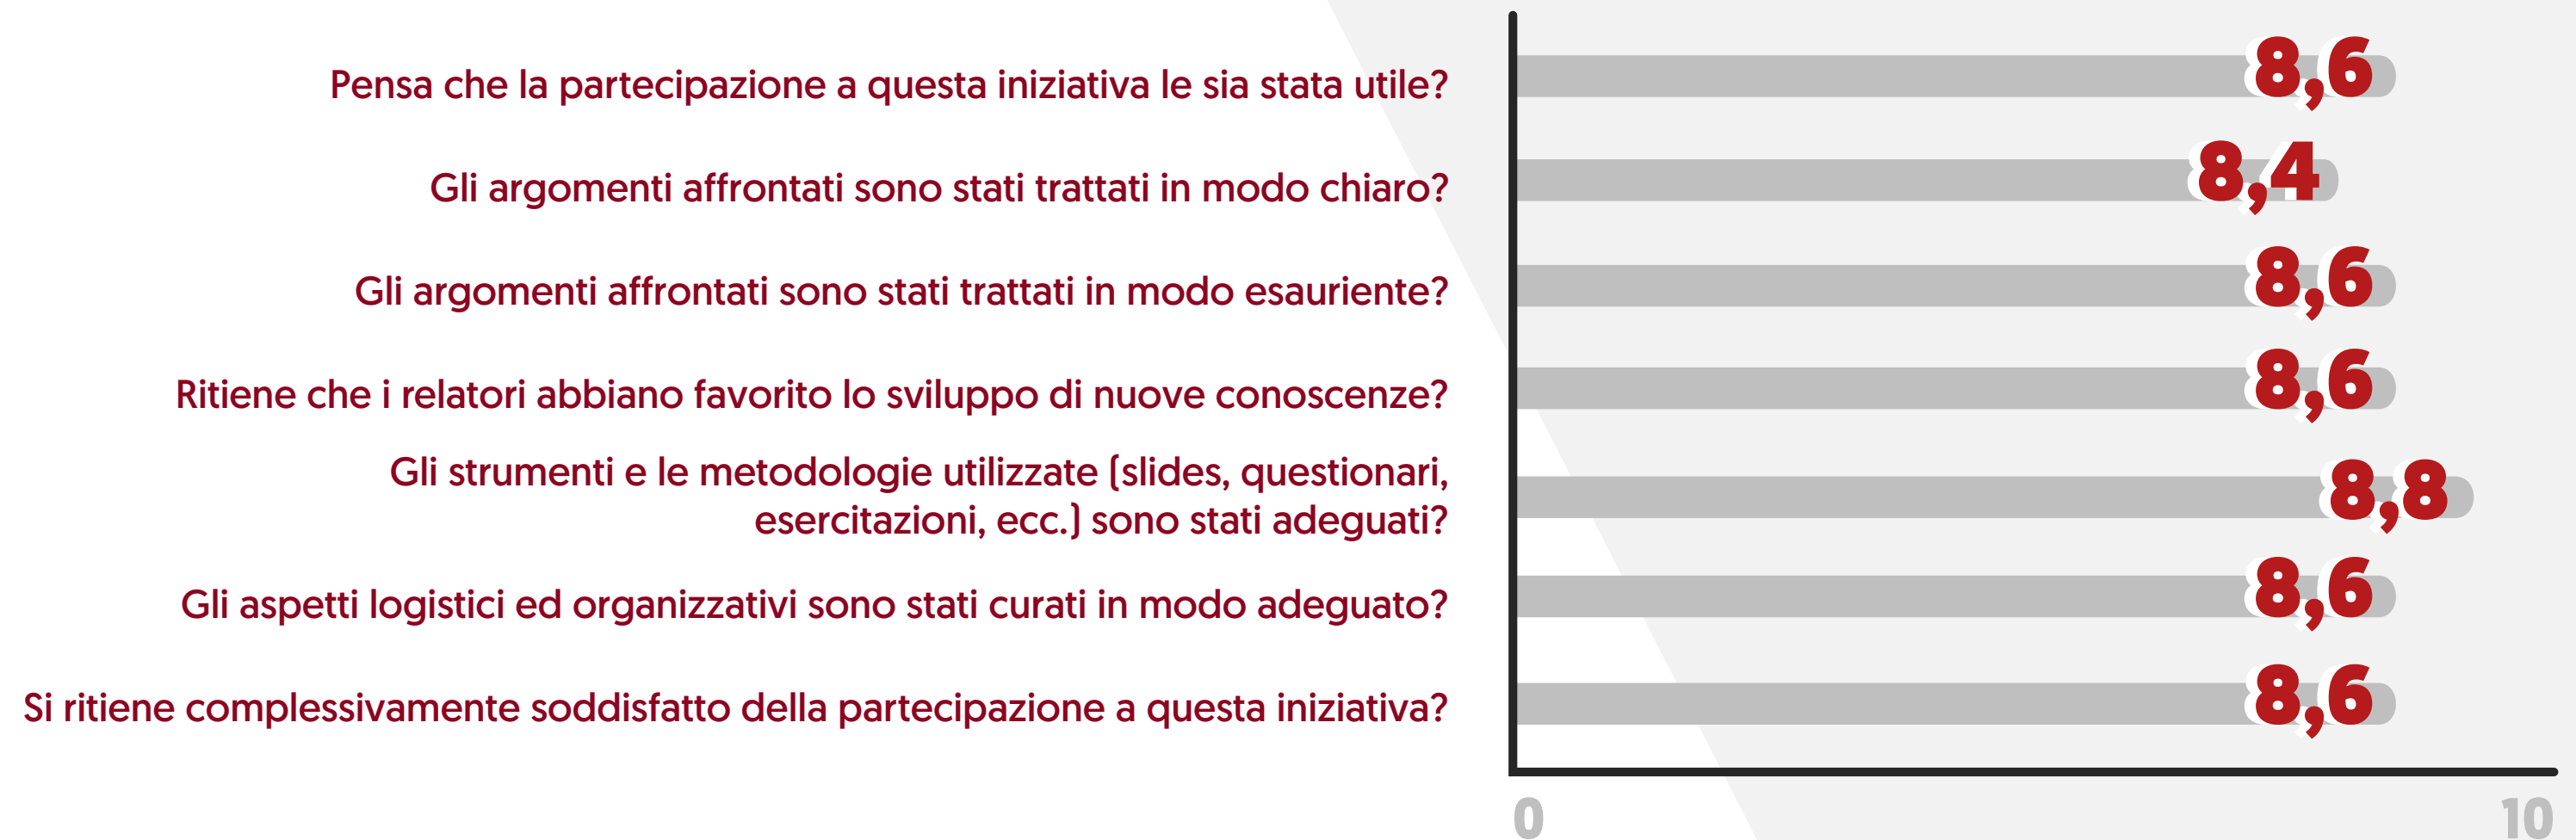 Pensa che la partecipazione a questa iniziativa le sia stata utile? 8,6
Gli argomenti affrontati sono stati trattati in modo chiaro? 8,4
Gli argomenti affrontati sono stati trattati in modo esauriente? 8,6
Ritiene che i relatori abbiano favorito lo sviluppo di nuove conoscenze? 8,6
Gli strumenti e le metodologie utilizzate (slides, questionari,
esercitazioni, ecc.) sono stati adeguati? 8,8
Gli aspetti logistici ed organizzativi sono stati curati in modo adeguato? 8,6
Si ritiene complessivamente soddisfatto della partecipazione a questa iniziativa? 8,6
0 10